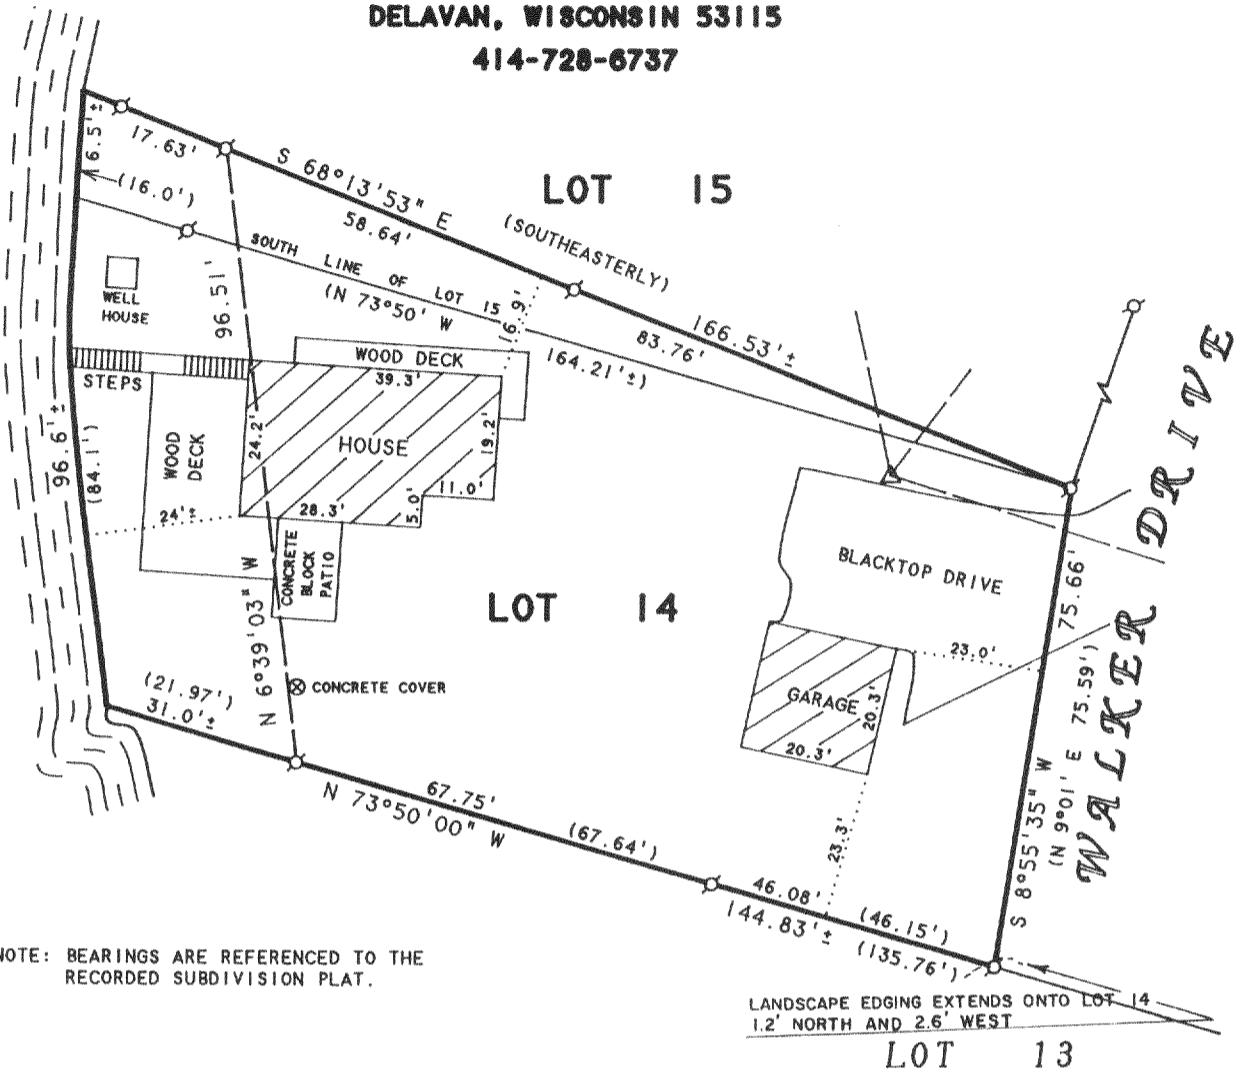 DELAVAN, WISCONSIN 53115
414-728-6737
16.5'±
17.63'
(16.0')
S 68°13'53" E
58.64'
(SOUTHEASTERLY)
LOT 15
SOUTH LINE OF LOT 15
(N 73°50' W
164.21'±)
16.9'
166.53'±
83.76'
WELL
HOUSE
96.51'
N 6°39'03" W
STEPS
WOOD DECK
39.3'
HOUSE
24.2'
19.2'
11.0'
5.0'
28.3'
WOOD
DECK
24'±
96.6'±
(84.1')
CONCRETE
BLOCK
PATIO
LOT 14
BLACKTOP DRIVE
23.0'
GARAGE
20.3'
20.3'
23.3'
75.66'
S 8°55'35" W
(N 9°01' E 75.59')
WALKER DRIVE
CONCRETE COVER
(21.97')
31.0'±
67.75'
N 73°50'00" W
(67.64')
46.08'
144.83'±
(46.15')
(135.76')
NOTE: BEARINGS ARE REFERENCED TO THE
RECORDED SUBDIVISION PLAT.
LANDSCAPE EDGING EXTENDS ONTO LOT 14
1.2' NORTH AND 2.6' WEST
LOT 13